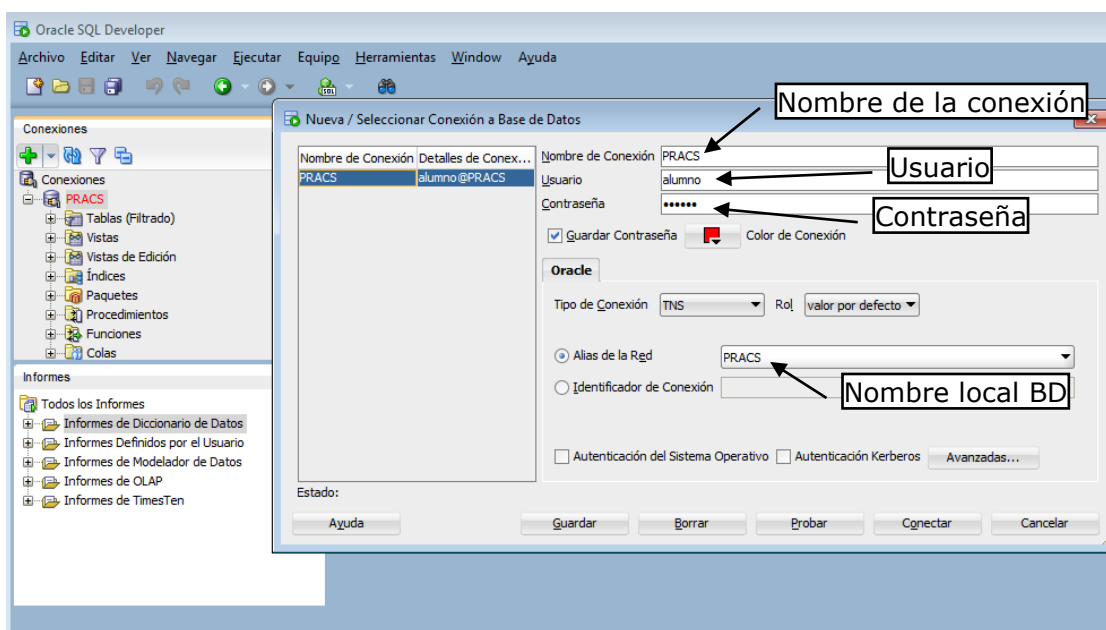 Oracle SQL Developer
Archivo Editar Ver Navegar Ejecutar Equipo Herramientas Window Ayuda
SQL
Conexiones
Conexiones
PRACS
Tablas (Filtrado)
Vistas
Vistas de Edición
Índices
Paquetes
Procedimientos
Funciones
Colas
Informes
Todos los Informes
Informes de Diccionario de Datos
Informes Definidos por el Usuario
Informes de Modelador de Datos
Informes de OLAP
Informes de TimesTen
Nueva / Seleccionar Conexión a Base de Datos
Nombre de la conexión
Nombre de Conexión Detalles de Conex...
PRACS alumno@PRACS
Nombre de Conexión PRACS
Usuario alumno
Usuario
Contraseña ••••••
Contraseña
Guardar Contraseña Color de Conexión
Oracle
Tipo de Conexión TNS Rol valor por defecto
Alias de la Red PRACS
Identificador de Conexión
Nombre local BD
Autenticación del Sistema Operativo Autenticación Kerberos Avanzadas...
Estado:
Ayuda Guardar Borrar Probar Conectar Cancelar